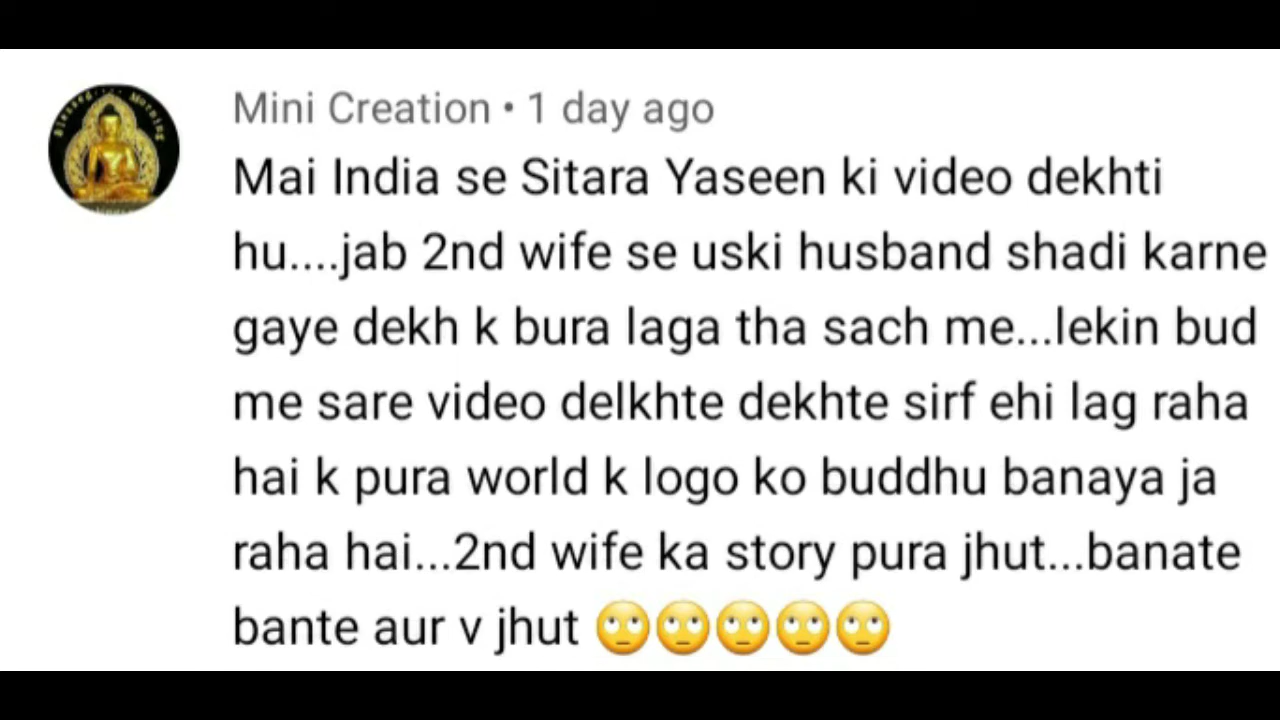 Blessed.... Morning
Mini Creation • 1 day ago
Mai India se Sitara Yaseen ki video dekhti
hu....jab 2nd wife se uski husband shadi karne
gaye dekh k bura laga tha sach me...lekin bud
me sare video delkhte dekhte sirf ehi lag raha
hai k pura world k logo ko buddhu banaya ja
raha hai...2nd wife ka story pura jhut...banate
bante aur v jhut 🙄🙄🙄🙄🙄